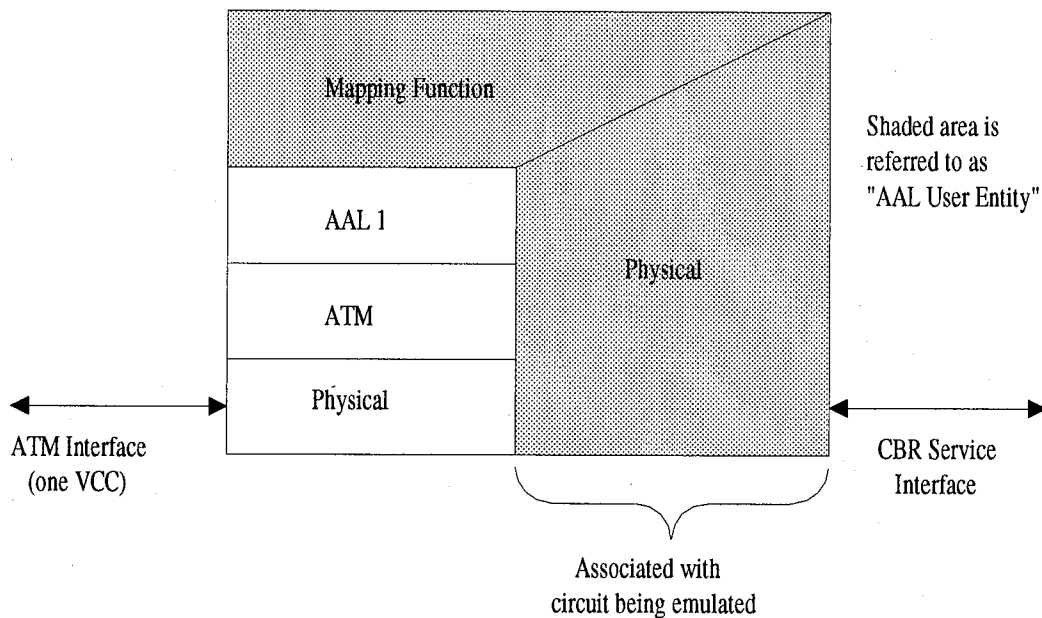 Mapping Function
Shaded area is
referred to as
"AAL User Entity"
AAL 1
Physical
ATM
Physical
ATM Interface
(one VCC)
CBR Service
Interface
Associated with
circuit being emulated